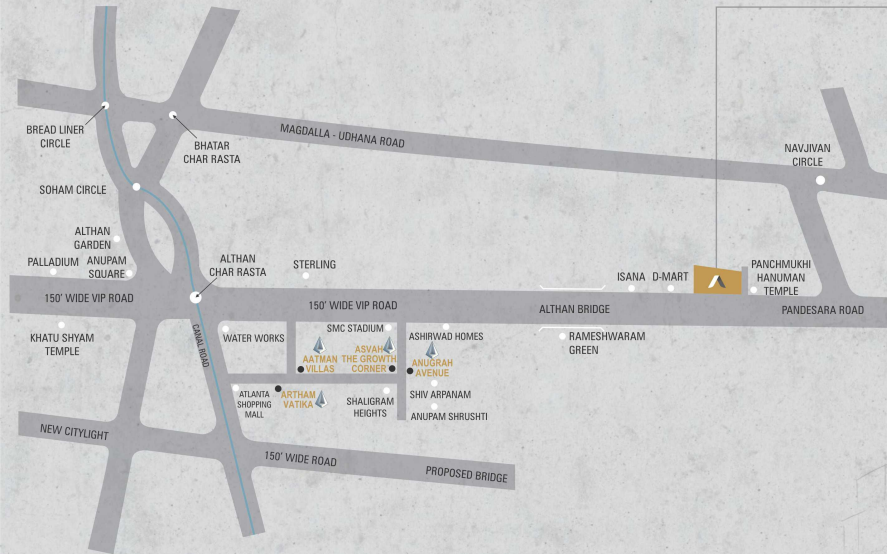 BREAD LINER
CIRCLE
BHATAR
CHAR RASTA
MAGDALLA - UDHANA ROAD
NAVJIVAN
CIRCLE
SOHAM CIRCLE
ALTHAN
GARDEN
PALLADIUM
ANUPAM
SQUARE
ALTHAN
CHAR RASTA
STERLING
ISANA
D-MART
PANCHMUKHI
HANUMAN
TEMPLE
150' WIDE VIP ROAD
150' WIDE VIP ROAD
ALTHAN BRIDGE
PANDESARA ROAD
KHATU SHYAM
TEMPLE
CANAL ROAD
WATER WORKS
SMC STADIUM
ASHIRWAD HOMES
RAMESHWARAM
GREEN
AATMAN
VILLAS
ASVAH
THE GROWTH
CORNER
ANUGRAH
AVENUE
ATLANTA
SHOPPING
MALL
ARTHAM
VATIKA
SHALIGRAM
HEIGHTS
SHIV ARPANAM
ANUPAM SHRUSHTI
NEW CITYLIGHT
150' WIDE ROAD
PROPOSED BRIDGE